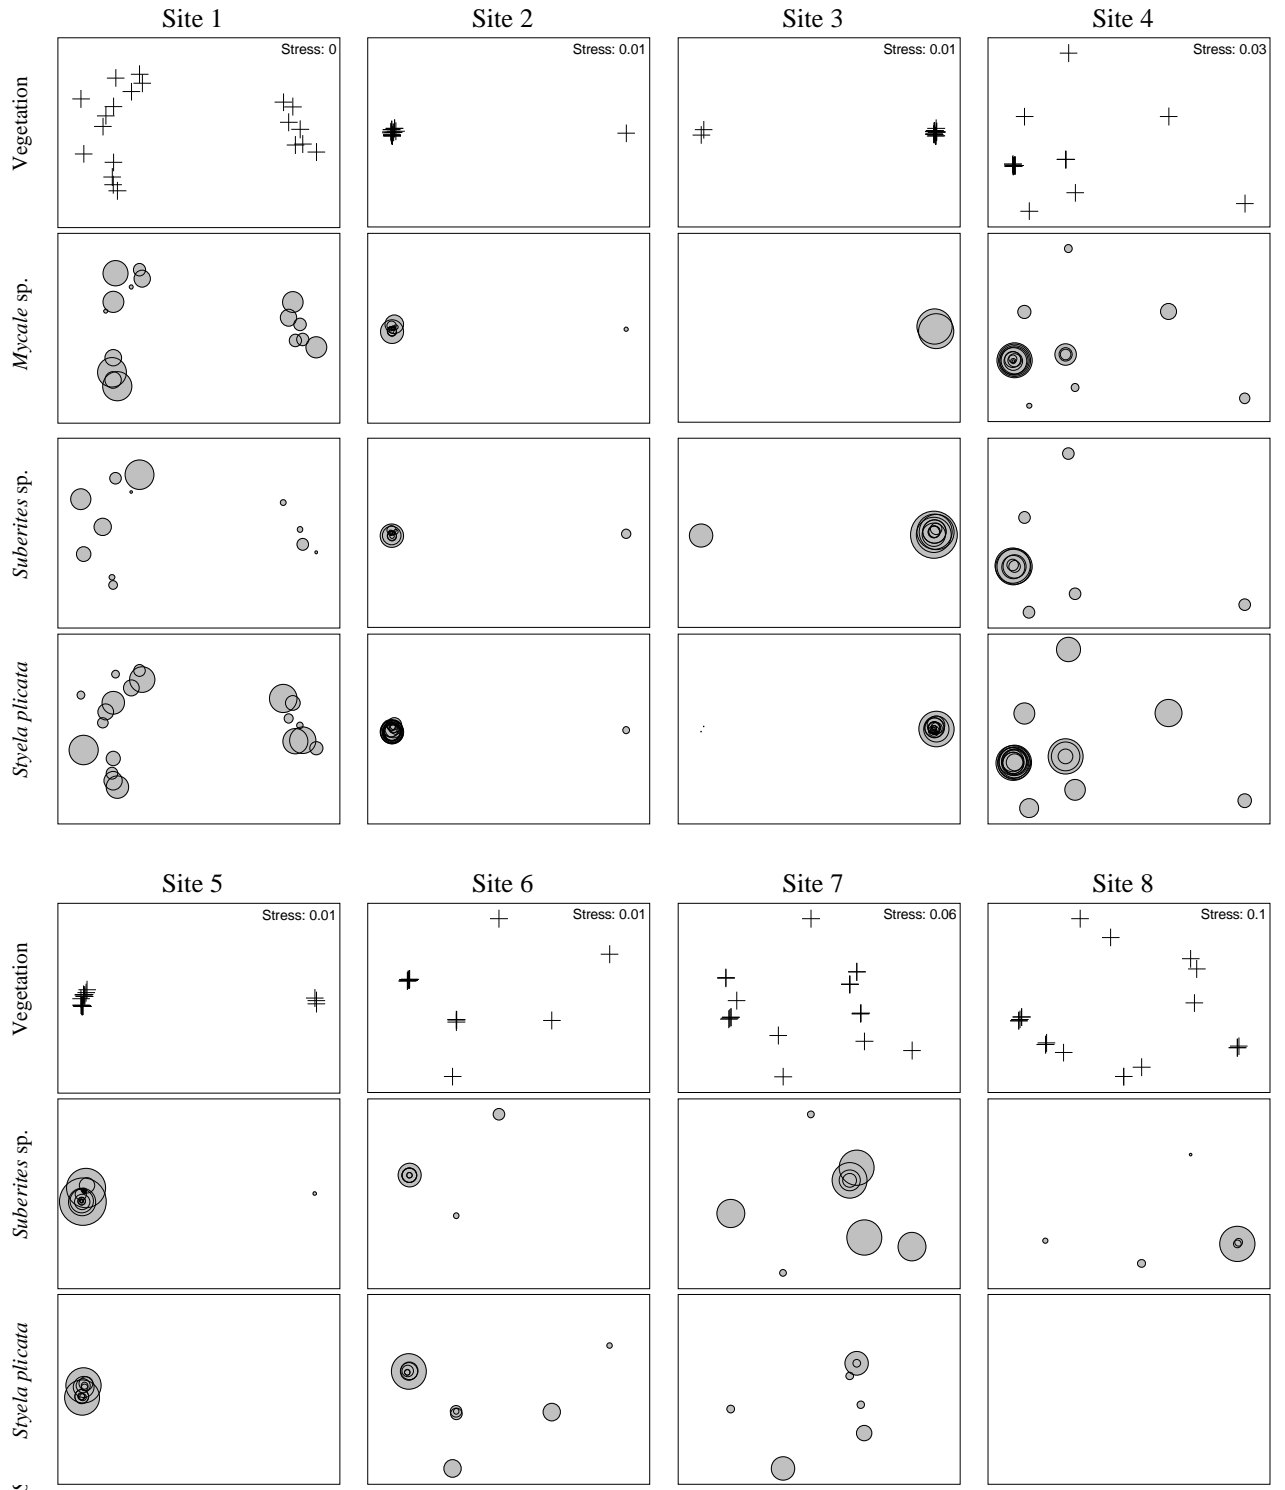 Site 1 Site 2 Site 3 Site 4
Vegetation Stress: 0 Stress: 0.01 Stress: 0.01 Stress: 0.03
Mycale sp.
Suberites sp.
Styela plicata
Site 5 Site 6 Site 7 Site 8
Vegetation Stress: 0.01 Stress: 0.01 Stress: 0.06 Stress: 0.1
Suberites sp.
Styela plicata